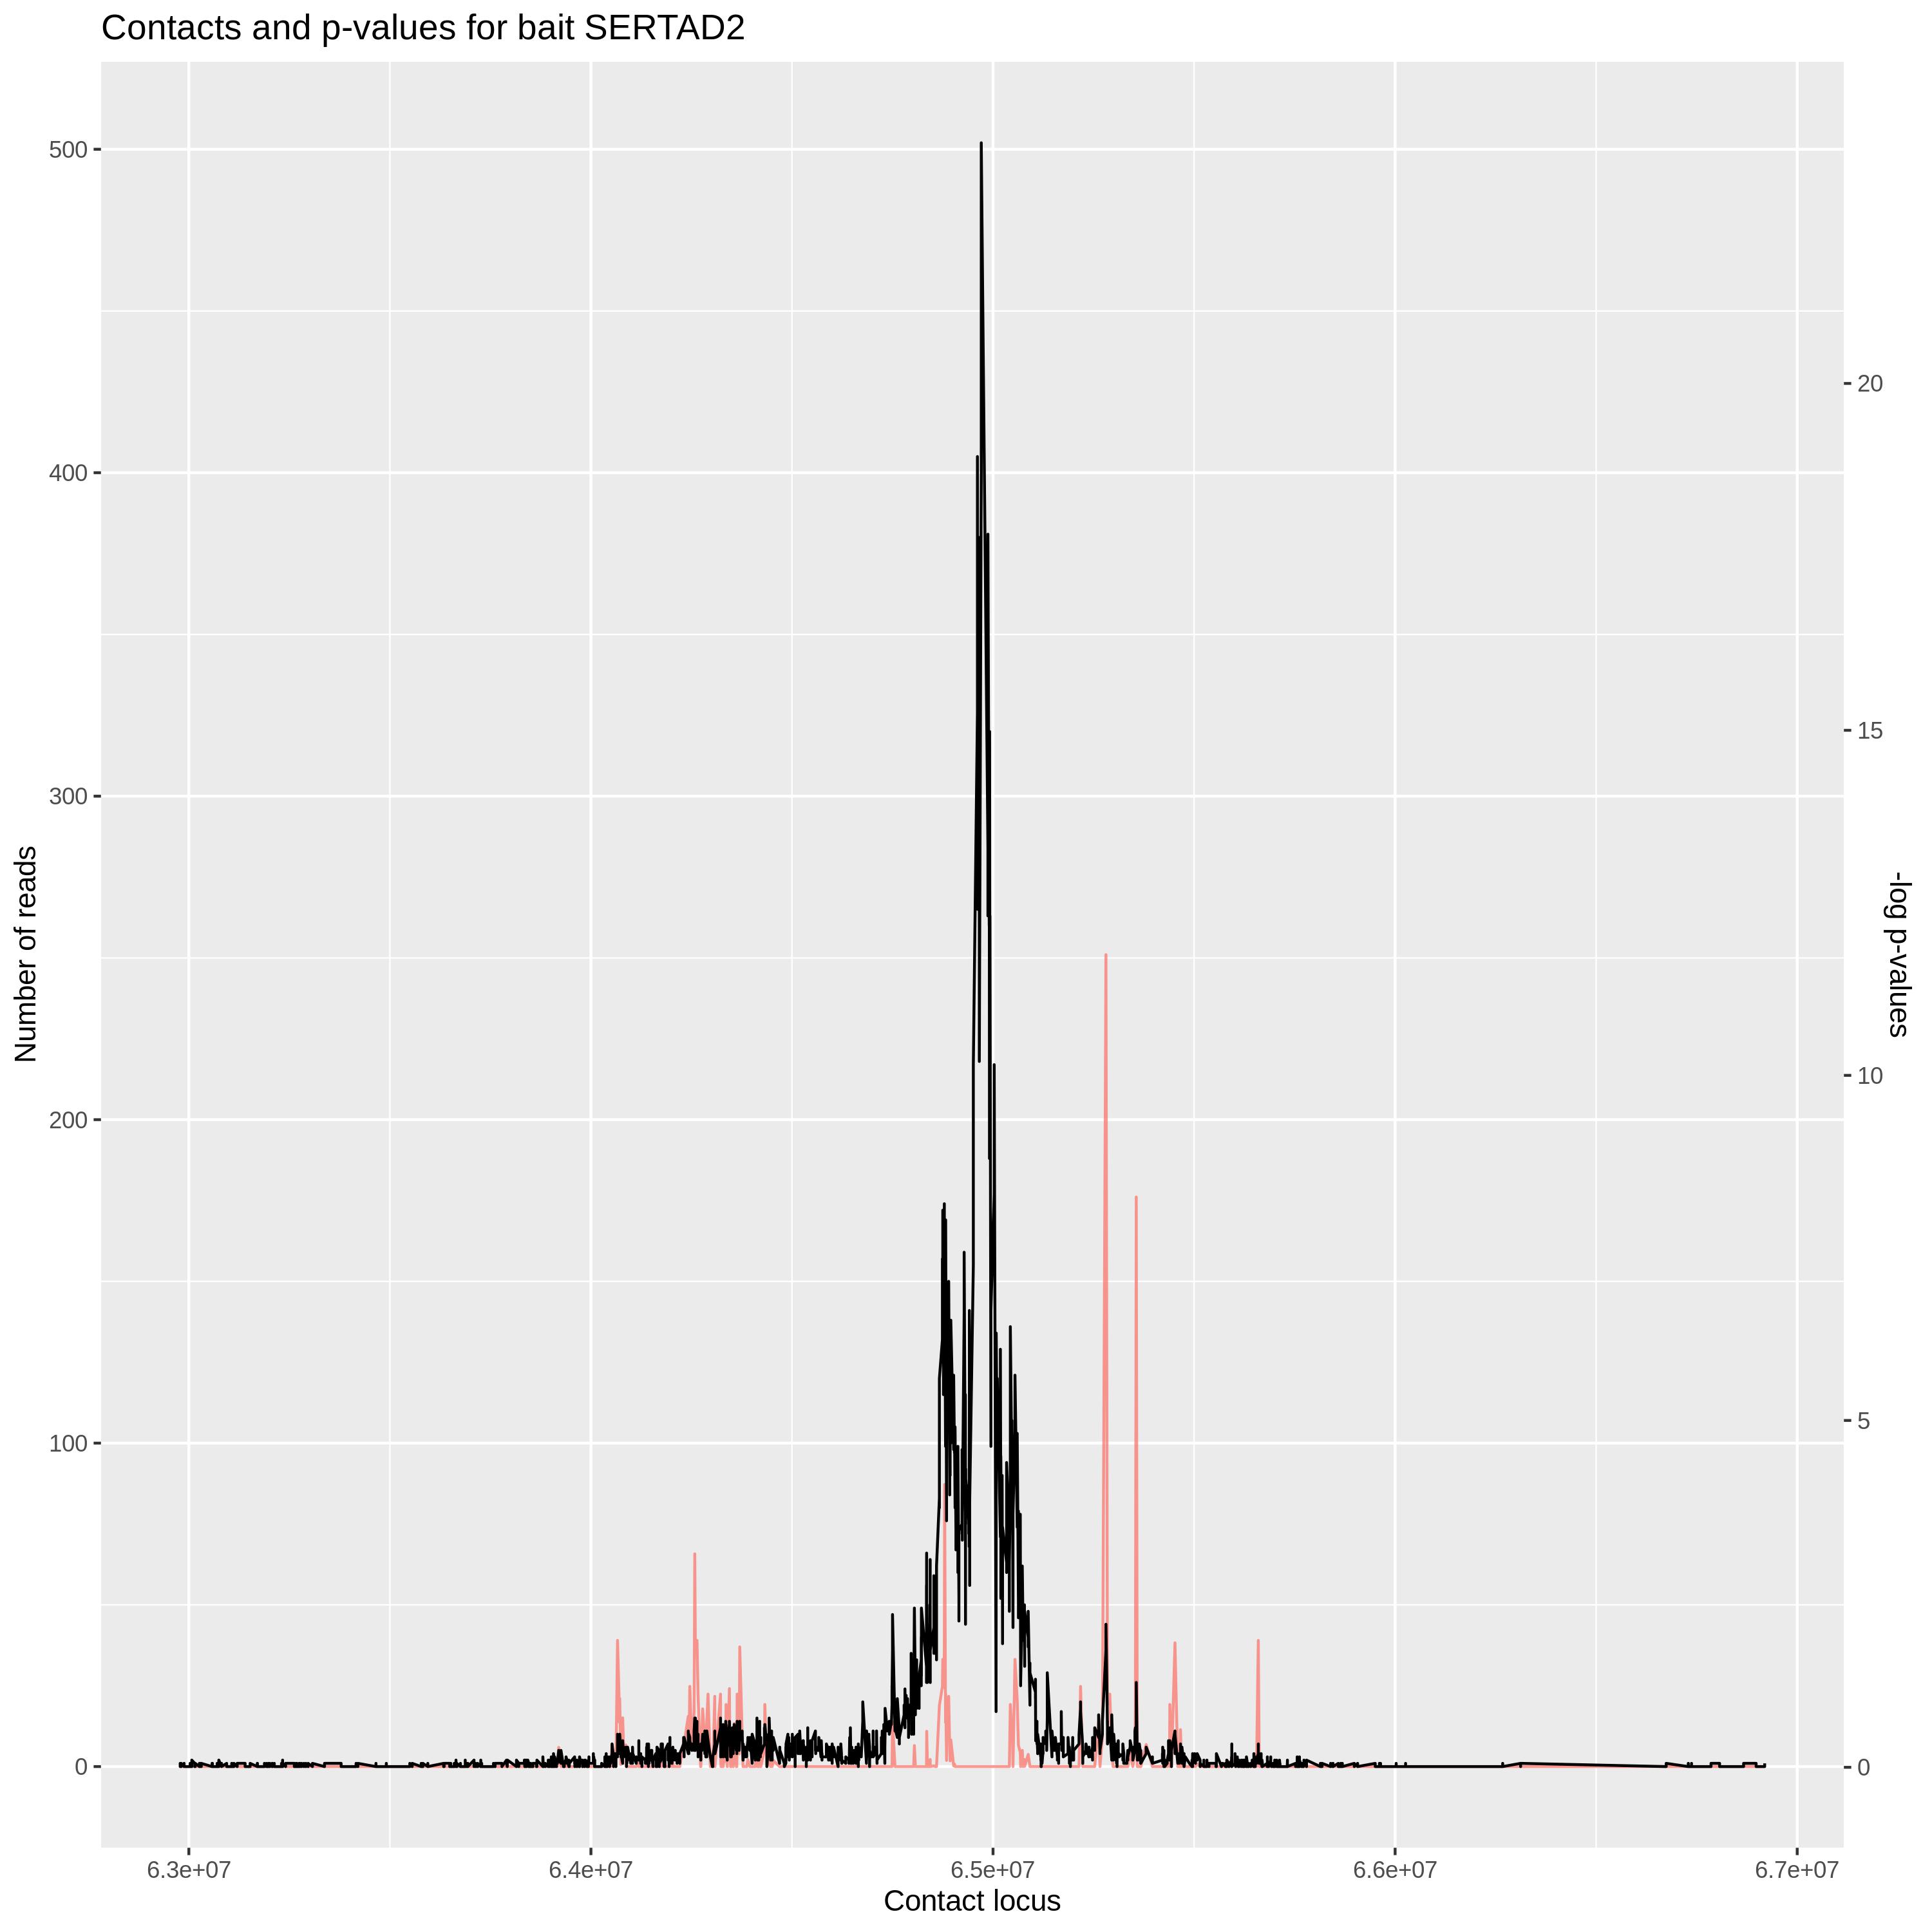 Contacts and p-values for bait SERTAD2
500
400
300
200
100
0
Number of reads
20
15
10
5
0
-log p-values
6.3e+07 6.4e+07 6.5e+07 6.6e+07 6.7e+07
Contact locus